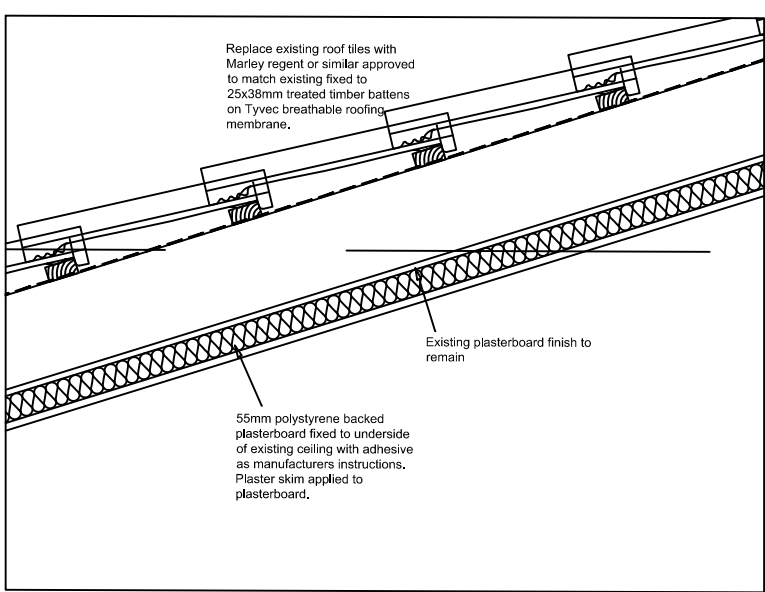 Replace existing roof tiles with
Marley regent or similar approved
to match existing fixed to
25x38mm treated timber battens
on Tyvec breathable roofing
membrane.
Existing plasterboard finish to
remain
55mm polystyrene backed
plasterboard fixed to underside
of existing ceiling with adhesive
as manufacturers instructions.
Plaster skim applied to
plasterboard.